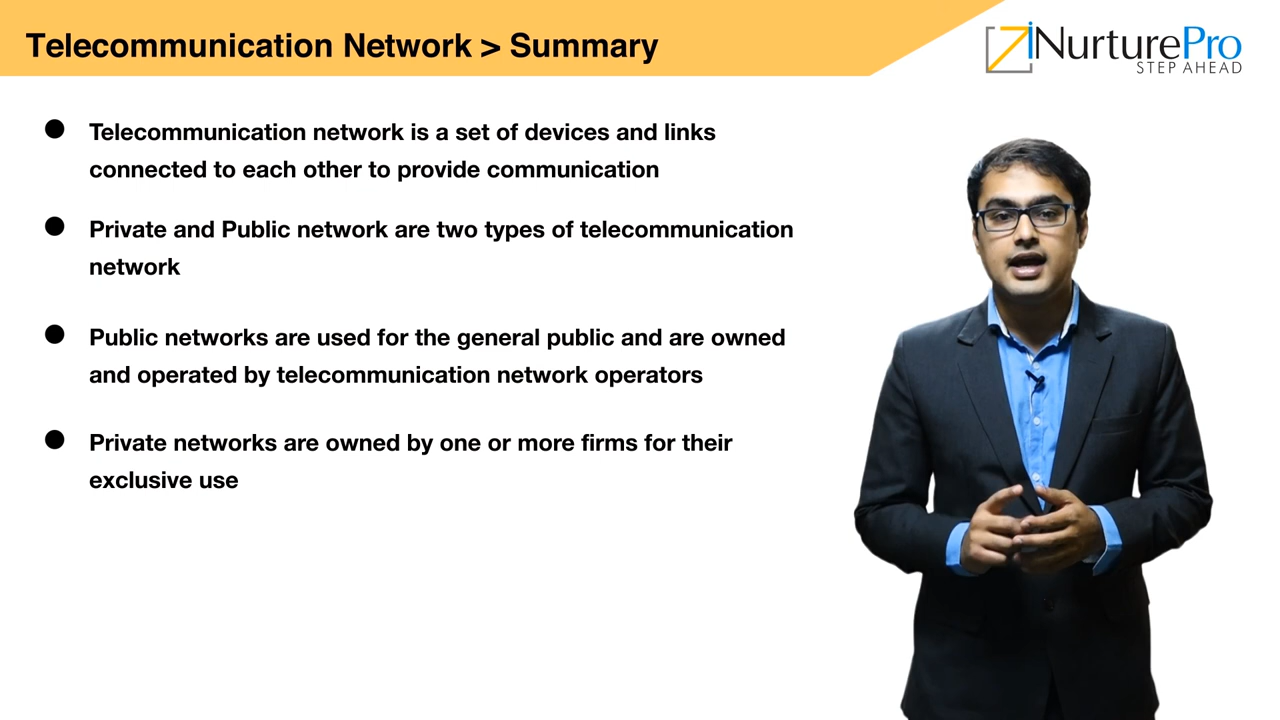 Telecommunication Network > Summary
iNurturePro
STEP AHEAD
● Telecommunication network is a set of devices and links
connected to each other to provide communication
● Private and Public network are two types of telecommunication
network
● Public networks are used for the general public and are owned
and operated by telecommunication network operators
● Private networks are owned by one or more firms for their
exclusive use